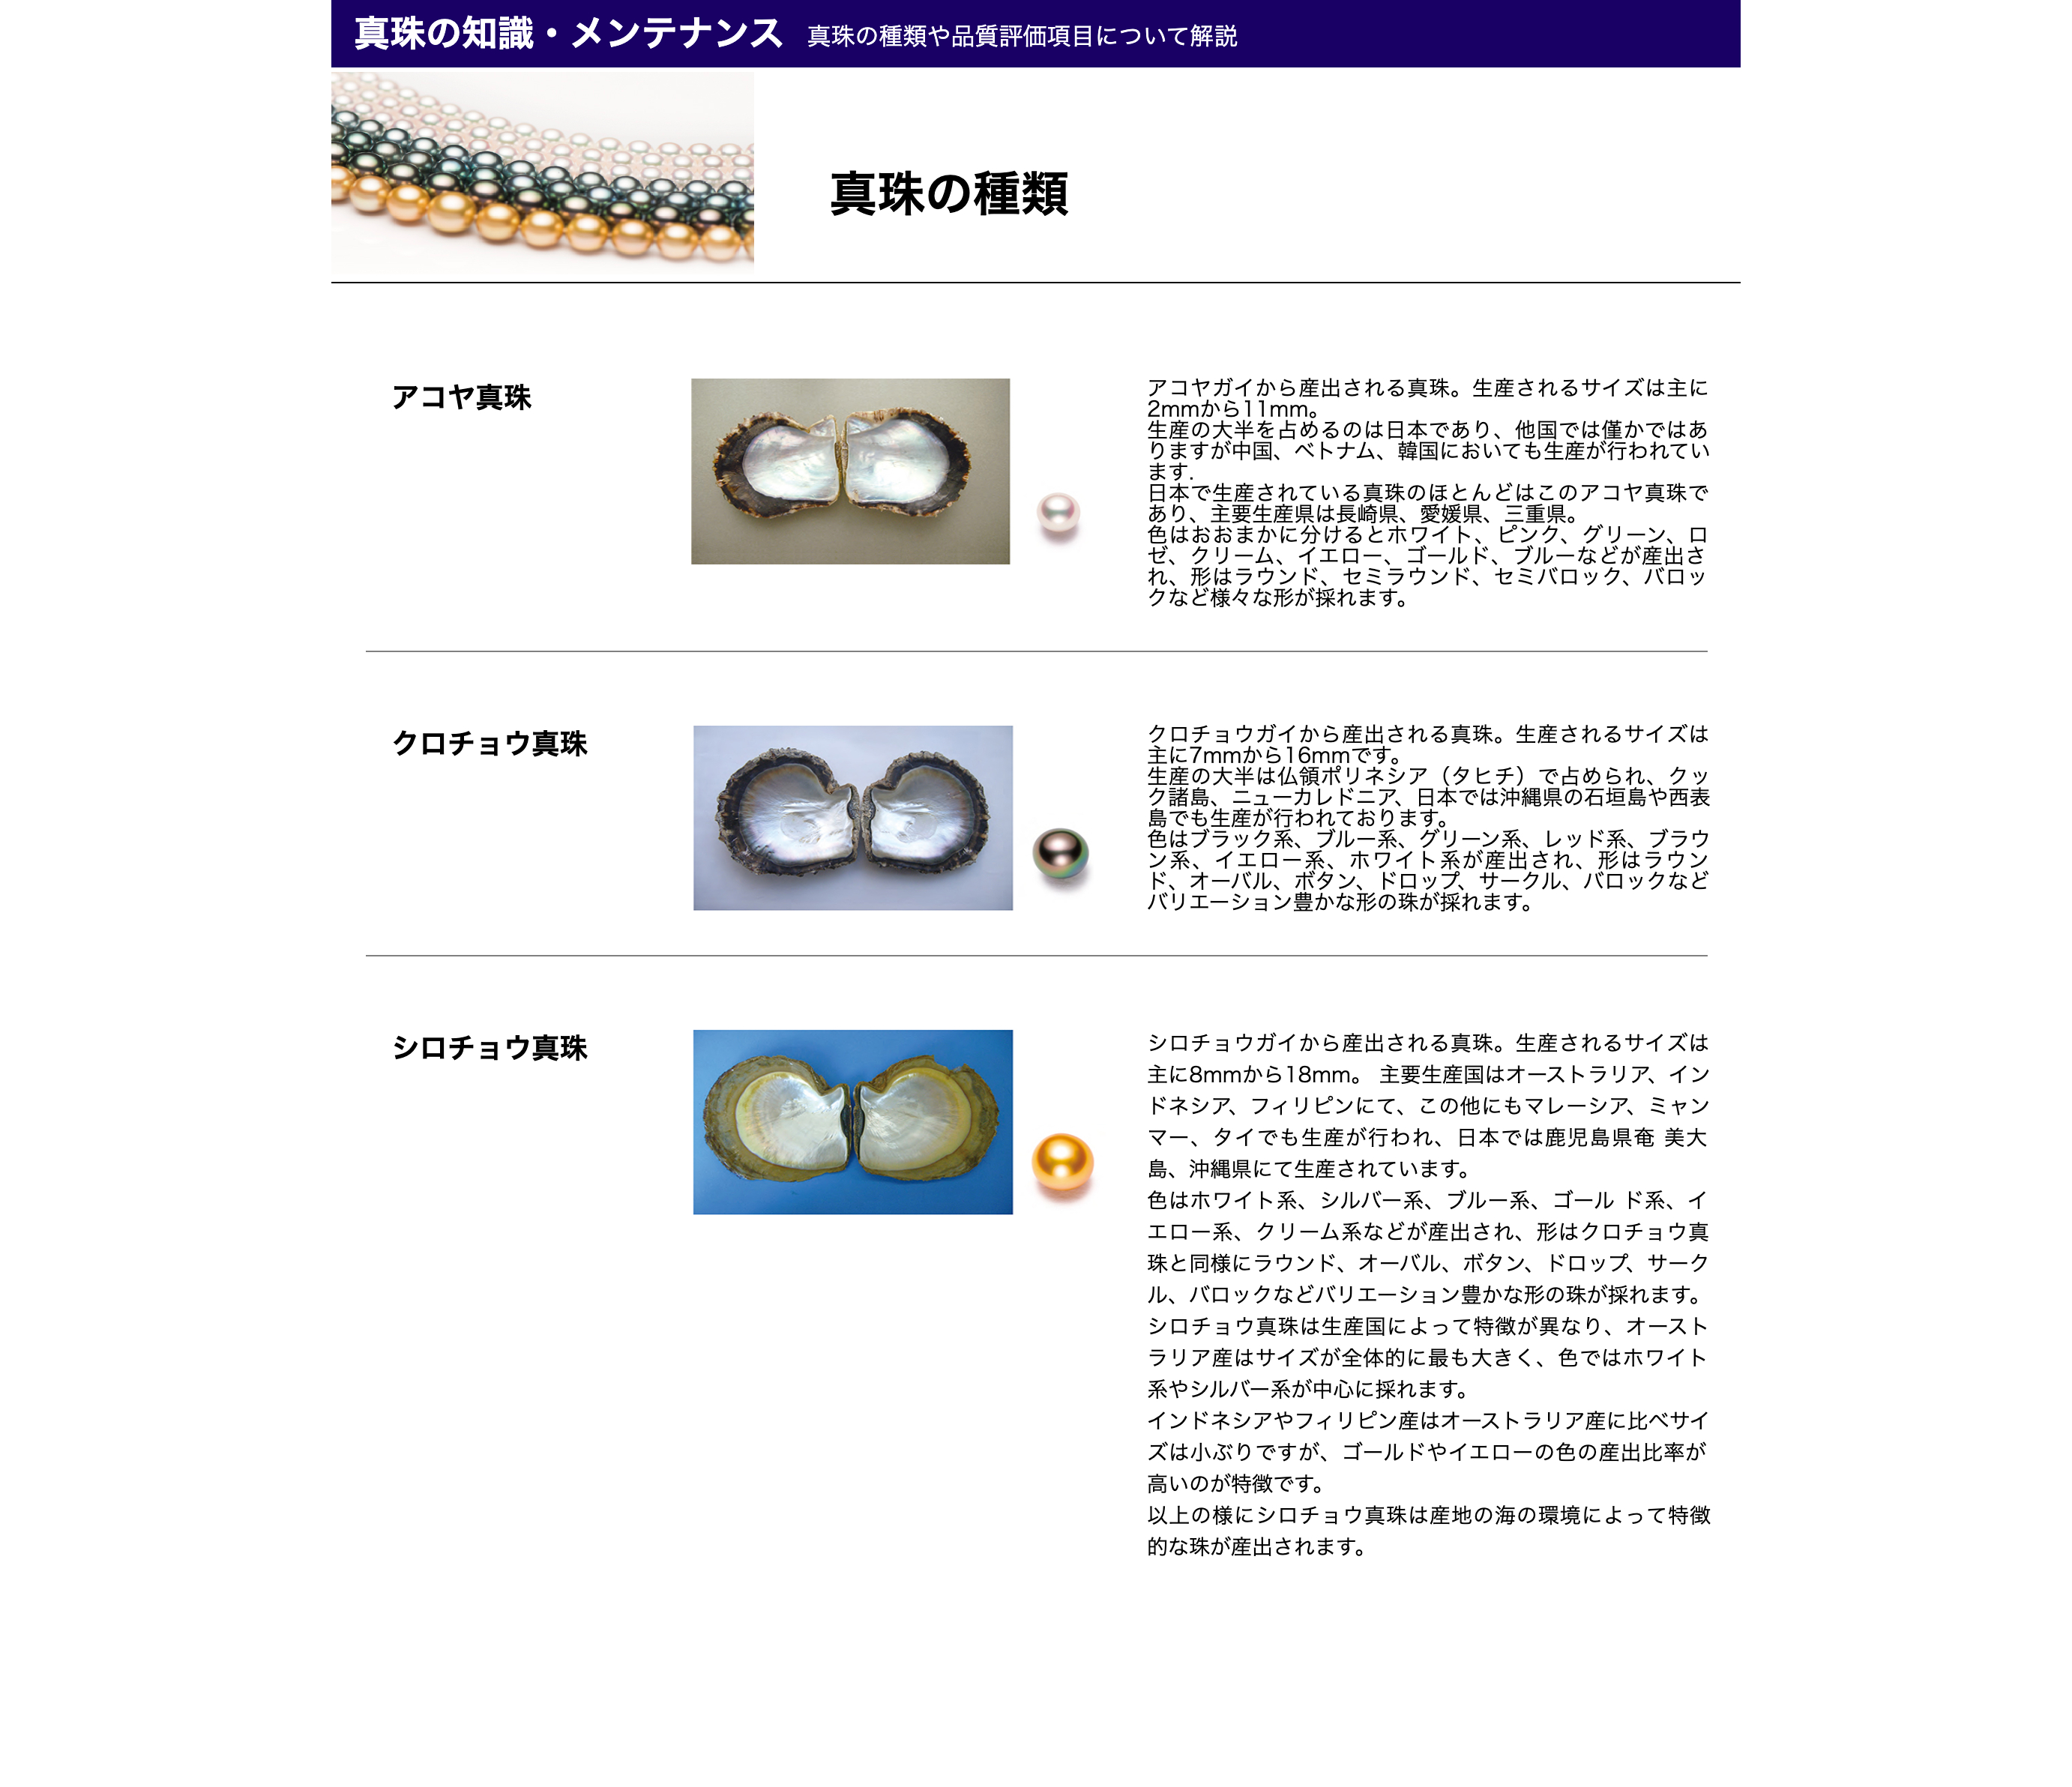 真珠の知識・メンテナンス 真珠の種類や品質評価項目について解説
真珠の種類
アコヤ真珠
アコヤガイから産出される真珠。生産されるサイズは主に
2mmから11mm。
生産の大半を占めるのは日本であり、他国では僅かではあ
りますが中国、ベトナム、韓国においても生産が行われてい
ます.
日本で生産されている真珠のほとんどはこのアコヤ真珠で
あり、主要生産県は長崎県、愛媛県、三重県。
色はおおまかに分けるとホワイト、ピンク、グリーン、ロ
ゼ、クリーム、イエロー、ゴールド、ブルーなどが産出さ
れ、形はラウンド、セミラウンド、セミバロック、バロッ
クなど様々な形が採れます。
クロチョウ真珠
クロチョウガイから産出される真珠。生産されるサイズは
主に7mmから16mmです。
生産の大半は仏領ポリネシア（タヒチ）で占められ、クッ
ク諸島、ニューカレドニア、日本では沖縄県の石垣島や西表
島でも生産が行われております。
色はブラック系、ブルー系、グリーン系、レッド系、ブラウ
ン系、イエロー系、ホワイト系が産出され、形はラウン
ド、オーバル、ボタン、ドロップ、サークル、バロックなど
バリエーション豊かな形の珠が採れます。
シロチョウ真珠
シロチョウガイから産出される真珠。生産されるサイズは
主に8mmから18mm。 主要生産国はオーストラリア、イン
ドネシア、フィリピンにて、この他にもマレーシア、ミャン
マー、タイでも生産が行われ、日本では鹿児島県奄 美大
島、沖縄県にて生産されています。
色はホワイト系、シルバー系、ブルー系、ゴール ド系、イ
エロー系、クリーム系などが産出され、形はクロチョウ真
珠と同様にラウンド、オーバル、ボタン、ドロップ、サーク
ル、バロックなどバリエーション豊かな形の珠が採れます。
シロチョウ真珠は生産国によって特徴が異なり、オースト
ラリア産はサイズが全体的に最も大きく、色ではホワイト
系やシルバー系が中心に採れます。
インドネシアやフィリピン産はオーストラリア産に比べサイ
ズは小ぶりですが、ゴールドやイエローの色の産出比率が
高いのが特徴です。
以上の様にシロチョウ真珠は産地の海の環境によって特徴
的な珠が産出されます。